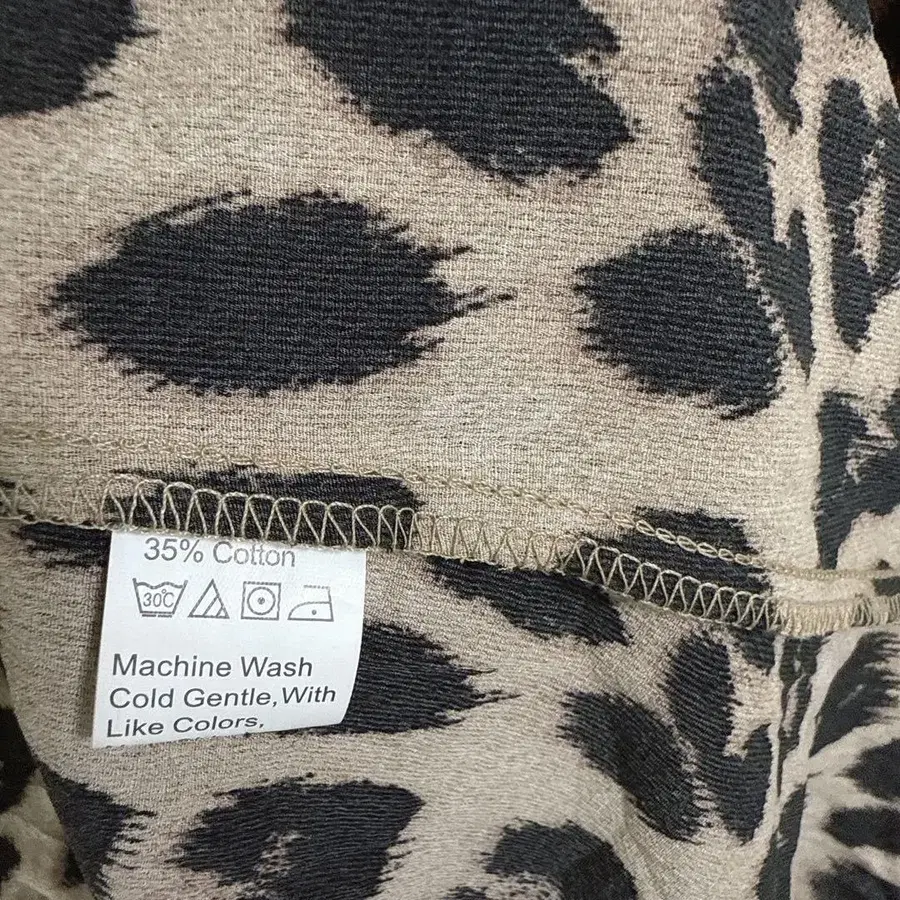 35% Cotton
30℃
Machine Wash
Cold Gentle,With
Like Colors,